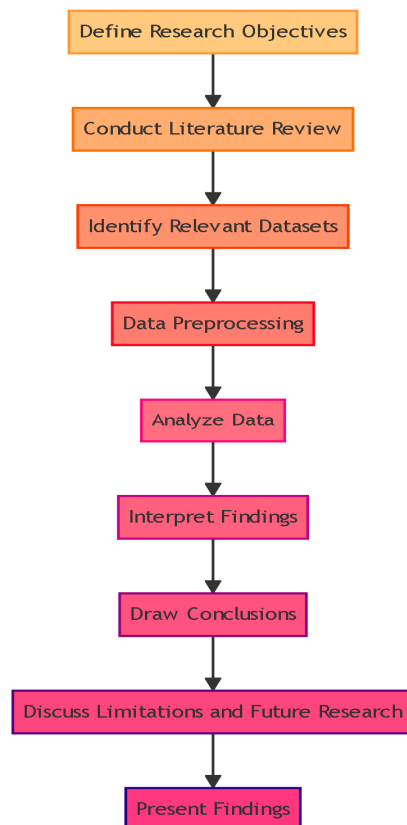 Define Research Objectives
Conduct Literature Review
Identify Relevant Datasets
Data Preprocessing
Analyze Data
Interpret Findings
Draw Conclusions
Discuss Limitations and Future Research
Present Findings